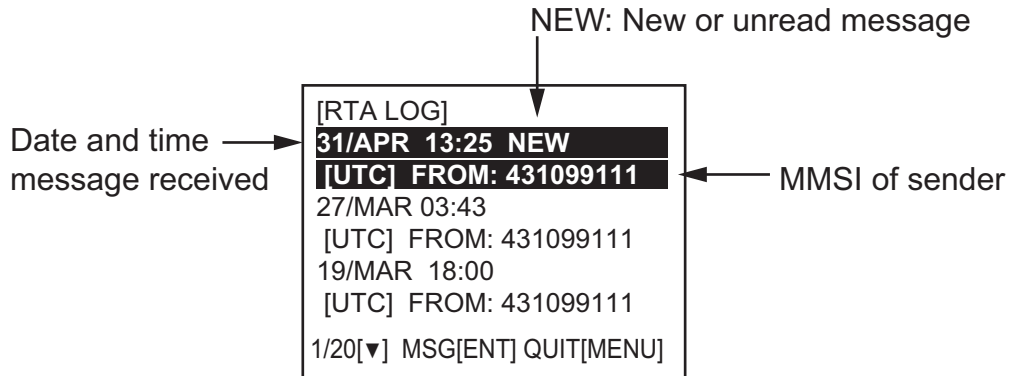 NEW: New or unread message
[RTA LOG]
Date and time
message received
31/APR 13:25 NEW
[UTC] FROM: 431099111
MMSI of sender
27/MAR 03:43
[UTC] FROM: 431099111
19/MAR 18:00
[UTC] FROM: 431099111
1/20[▼] MSG[ENT] QUIT[MENU]